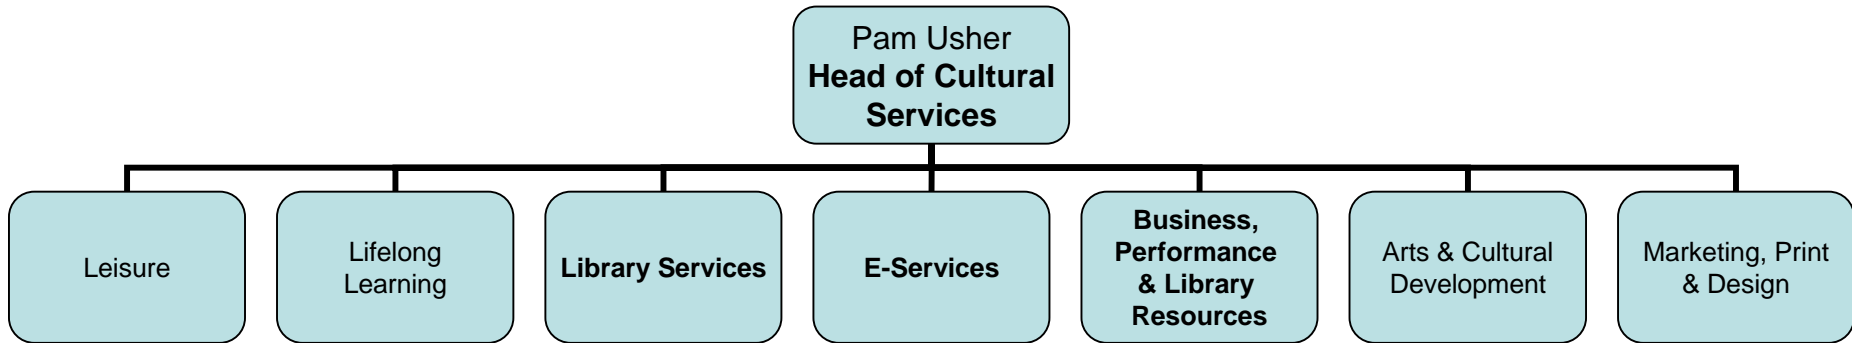 Pam Usher
Head of Cultural
Services
Leisure
Lifelong
Learning
Library Services
E-Services
Business,
Performance
& Library
Resources
Arts & Cultural
Development
Marketing, Print
& Design